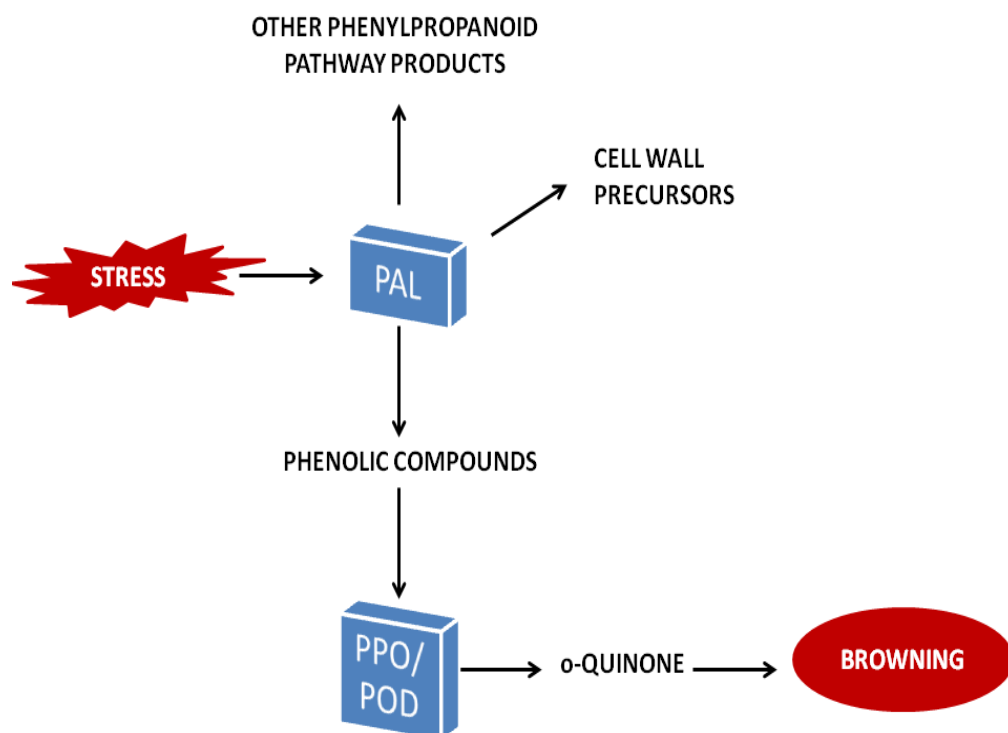 OTHER PHENYLPROPANOID
PATHWAY PRODUCTS
CELL WALL
PRECURSORS
STRESS
PAL
PHENOLIC COMPOUNDS
PPO/
POD
o-QUINONE
BROWNING